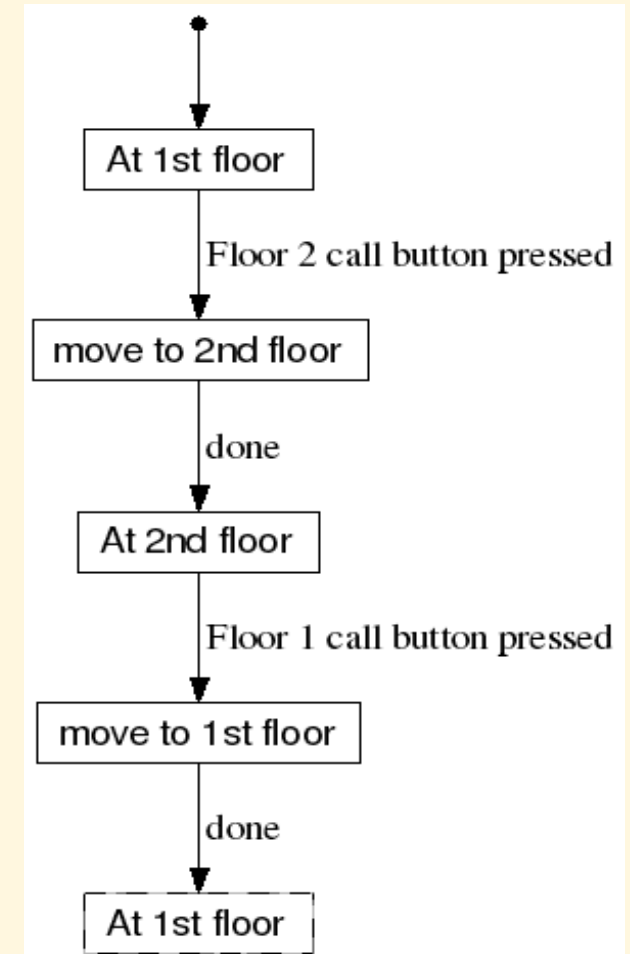 At 1st floor
Floor 2 call button pressed
move to 2nd floor
done
At 2nd floor
Floor 1 call button pressed
move to 1st floor
done
At 1st floor